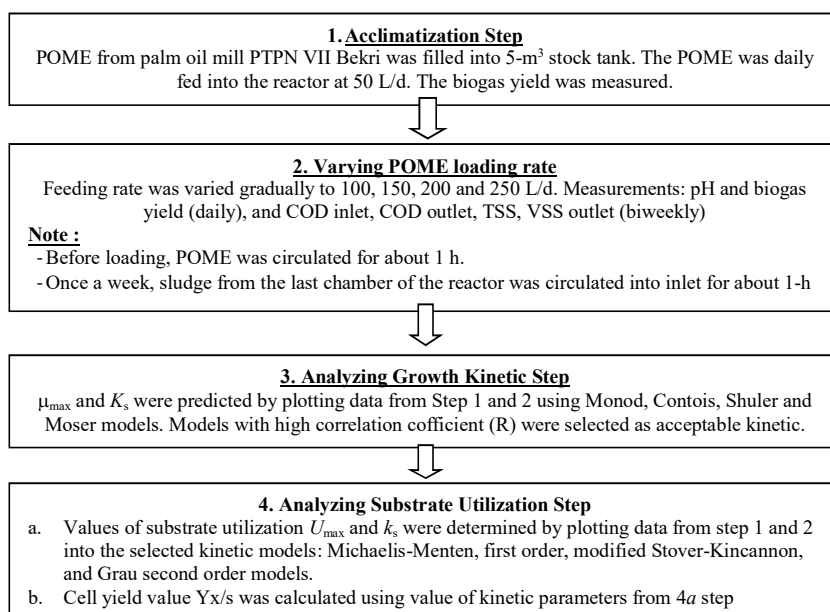 1. Acclimatization Step
POME from palm oil mill PTPN VII Bekri was filled into 5-m³ stock tank. The POME was daily
fed into the reactor at 50 L/d. The biogas yield was measured.
2. Varying POME loading rate
Feeding rate was varied gradually to 100, 150, 200 and 250 L/d. Measurements: pH and biogas
yield (daily), and COD inlet, COD outlet, TSS, VSS outlet (biweekly)
Note :
- Before loading, POME was circulated for about 1 h.
- Once a week, sludge from the last chamber of the reactor was circulated into inlet for about 1-h
3. Analyzing Growth Kinetic Step
μmax and Ks were predicted by plotting data from Step 1 and 2 using Monod, Contois, Shuler and
Moser models. Models with high correlation cofficient (R) were selected as acceptable kinetic.
4. Analyzing Substrate Utilization Step
a. Values of substrate utilization Umax and ks were determined by plotting data from step 1 and 2
into the selected kinetic models: Michaelis-Menten, first order, modified Stover-Kincannon,
and Grau second order models.
b. Cell yield value Yx/s was calculated using value of kinetic parameters from 4a step